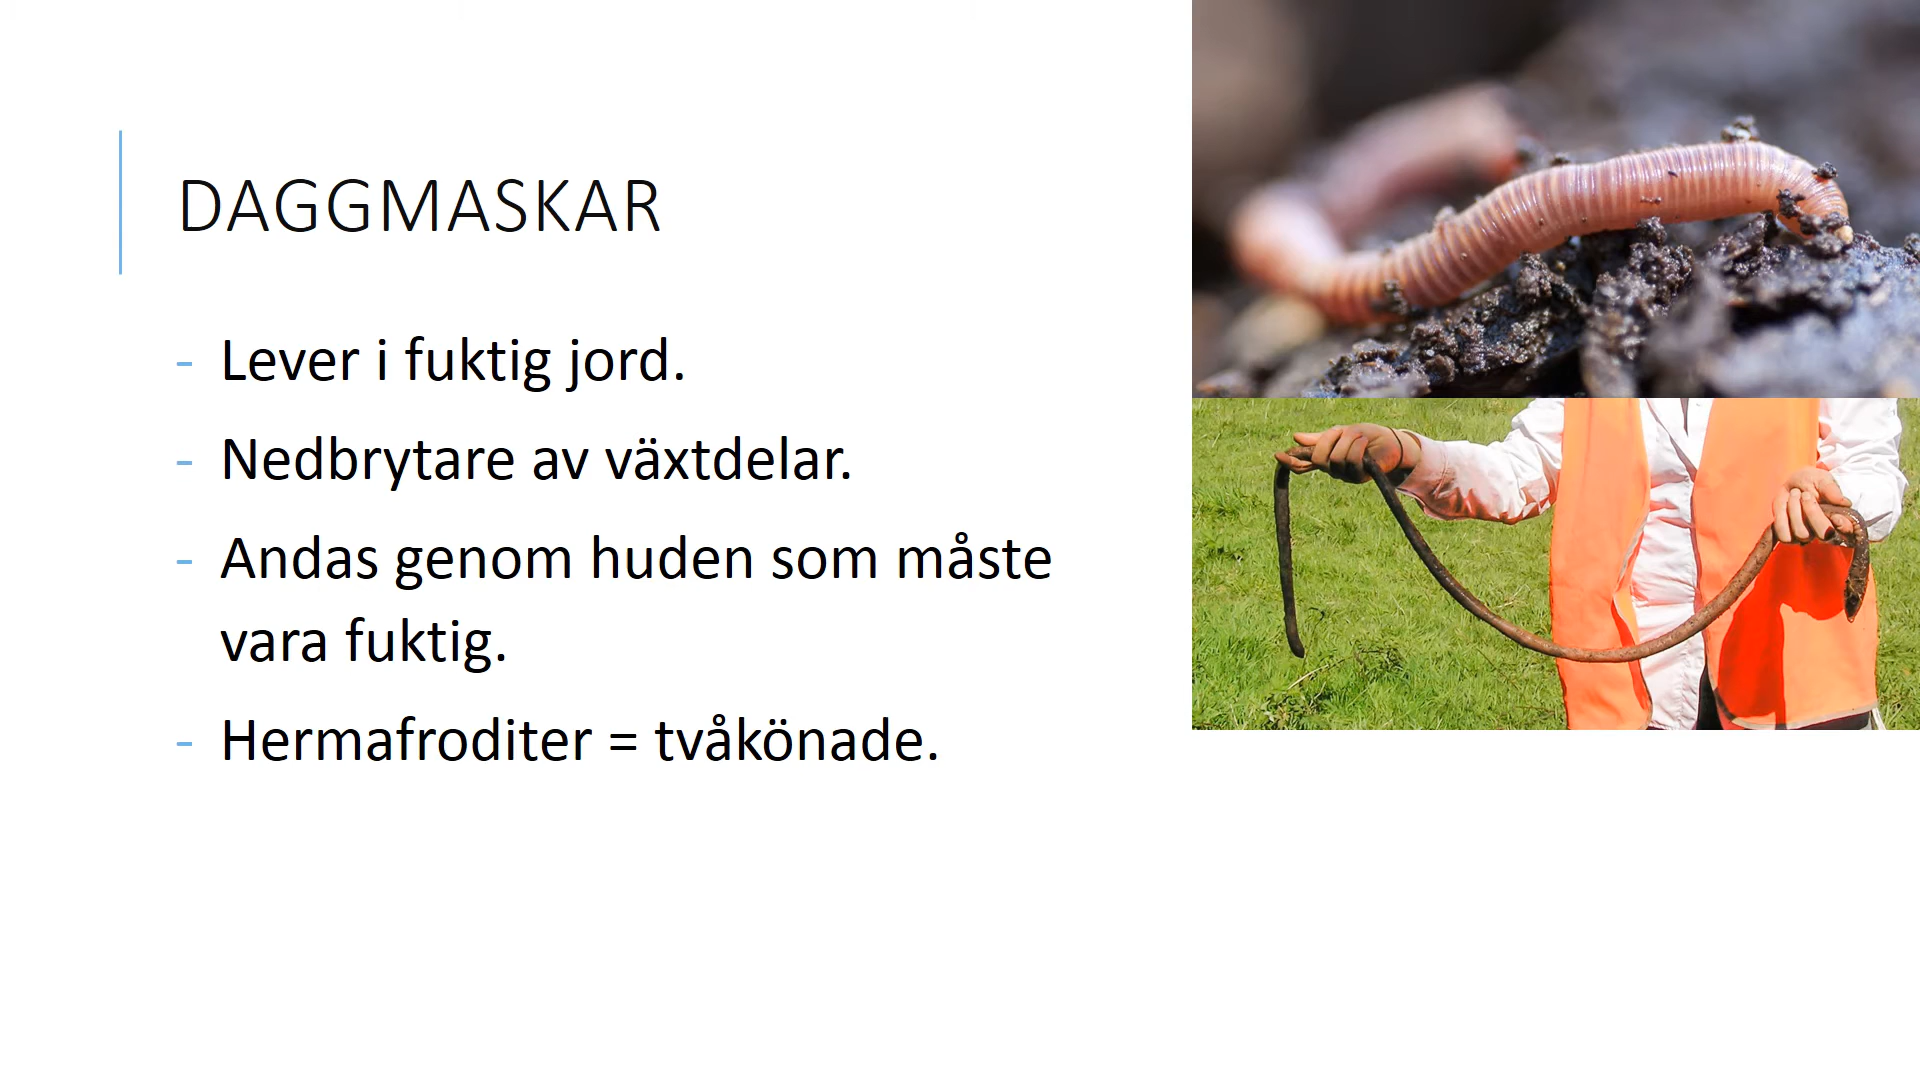 DAGGMASKAR
- Lever i fuktig jord.
- Nedbrytare av växtdelar.
- Andas genom huden som måste
vara fuktig.
- Hermafroditer = tvåkönade.